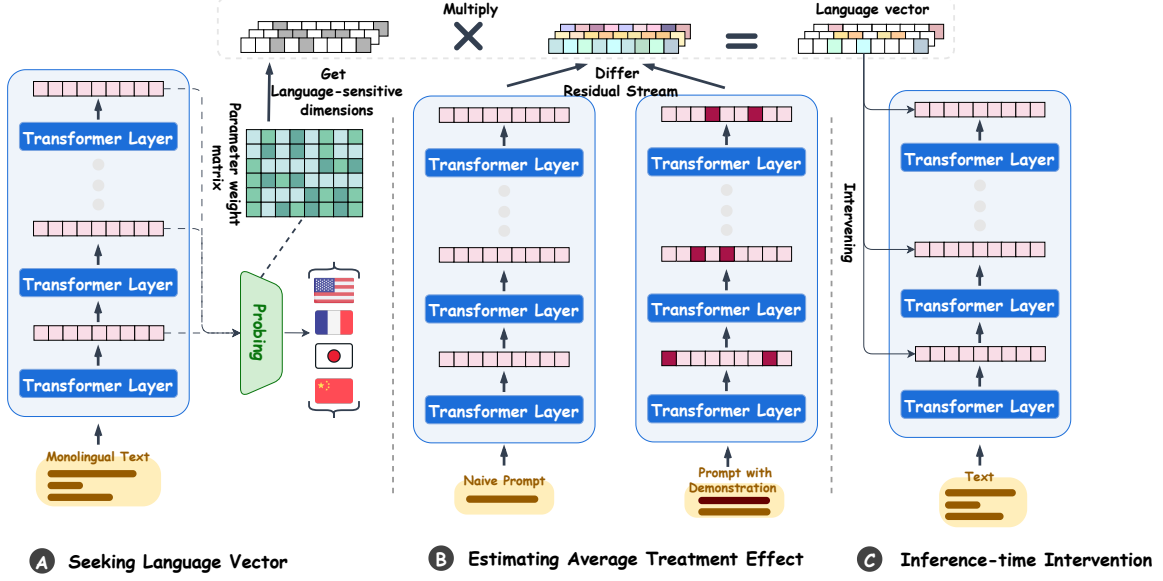 Multiply
Language vector
Get
Language-sensitive
dimensions
Differ
Residual Stream
Parameter weight
matrix
Transformer Layer
Transformer Layer
Transformer Layer
Probing
Monolingual Text
Transformer Layer
Transformer Layer
Transformer Layer
Naive Prompt
Transformer Layer
Transformer Layer
Transformer Layer
Prompt with
Demonstration
Intervening
Transformer Layer
Transformer Layer
Transformer Layer
Text
A Seeking Language Vector
B Estimating Average Treatment Effect
C Inference-time Intervention